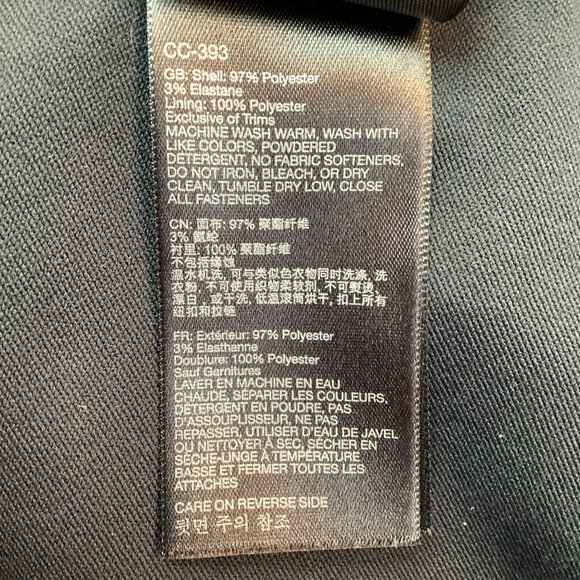 CC-393
GB: Shell: 97% Polyester
3% Elastane
Lining: 100% Polyester
Exclusive of Trims
MACHINE WASH WARM, WASH WITH
LIKE COLORS, POWDERED
DETERGENT, NO FABRIC SOFTENERS,
DO NOT IRON, BLEACH, OR DRY
CLEAN, TUMBLE DRY LOW, CLOSE
ALL FASTENERS
CN: 面布: 97% 聚酯纤维
3% 氨纶
衬里: 100% 聚酯纤维
不包括缘饰
温水机洗, 可与类似色衣物同时洗涤, 洗
衣粉, 不可使用织物柔软剂, 不可熨烫,
漂白, 或干洗, 低温滚筒烘干, 扣上所有
纽扣和拉链
FR: Extérieur: 97% Polyester
3% Elasthanne
Doublure: 100% Polyester
Sauf Garnitures
LAVER EN MACHINE EN EAU
CHAUDE, SÉPARER LES COULEURS,
DÉTERGENT EN POUDRE, PAS
D'ASSOUPLISSEUR, NE PAS
REPASSER, UTILISER D'EAU DE JAVEL
OU NETTOYER À SEC, SÉCHER EN
SÈCHE-LINGE À TEMPÉRATURE
BASSE ET FERMER TOUTES LES
ATTACHES
CARE ON REVERSE SIDE
뒷면 주의 참조